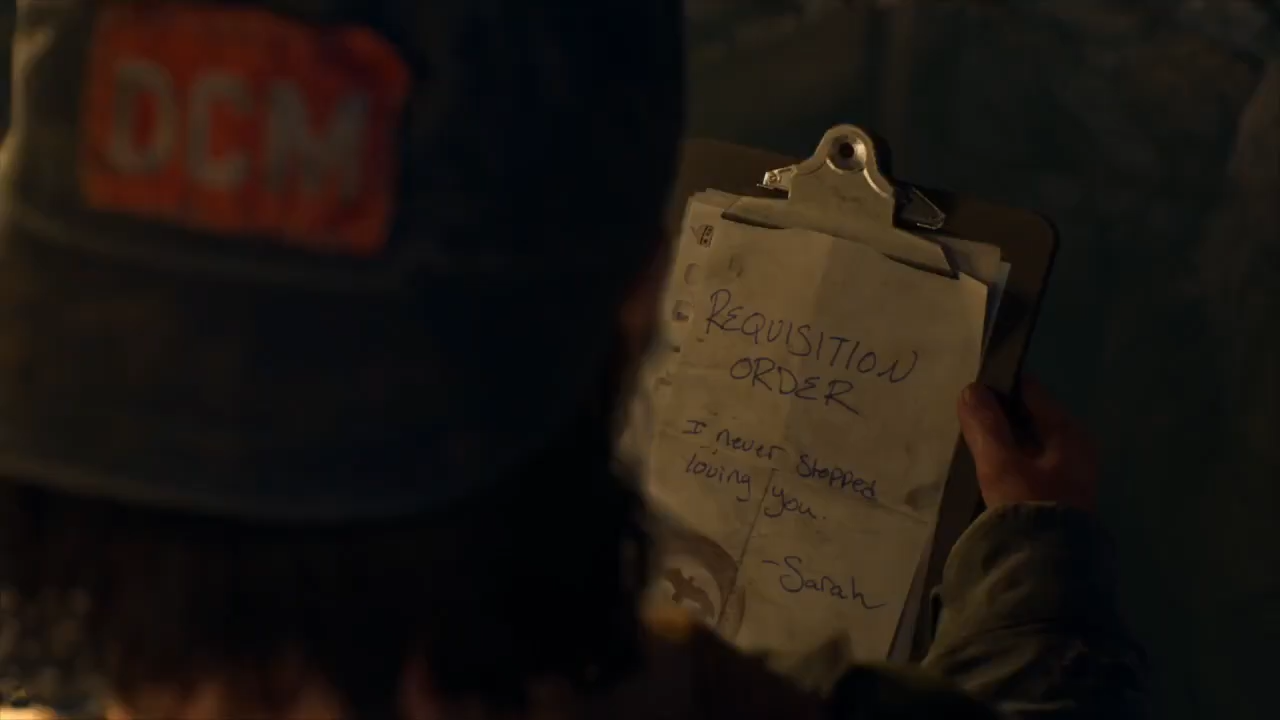 DCM
REQUISITION
ORDER
I never stopped
loving you.
-Sarah